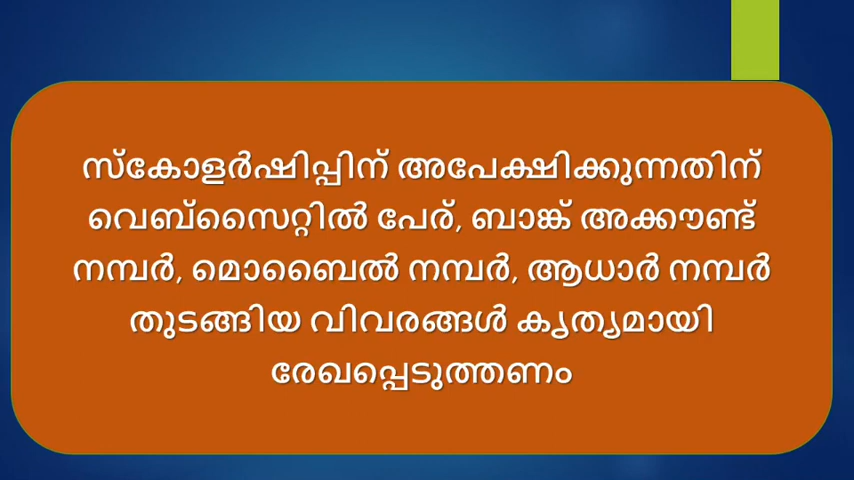 സ്കോളർഷിപ്പിന് അപേക്ഷിക്കുന്നതിന്
വെബ്സൈറ്റിൽ പേര്, ബാങ്ക് അക്കൗണ്ട്
നമ്പർ, മൊബൈൽ നമ്പർ, ആധാർ നമ്പർ
തുടങ്ങിയ വിവരങ്ങൾ കൃത്യമായി
രേഖപ്പെടുത്തണം